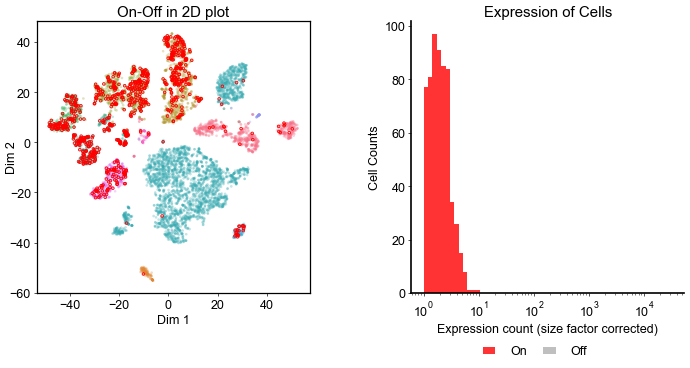 On-Off in 2D plot
40
20
0
−20
−40
−60
−40
−20
0
20
40
Dim 2
Dim 1
Expression of Cells
100
80
60
40
20
0
10^0
10^1
10^2
10^3
10^4
Cell Counts
Expression count (size factor corrected)
On
Off